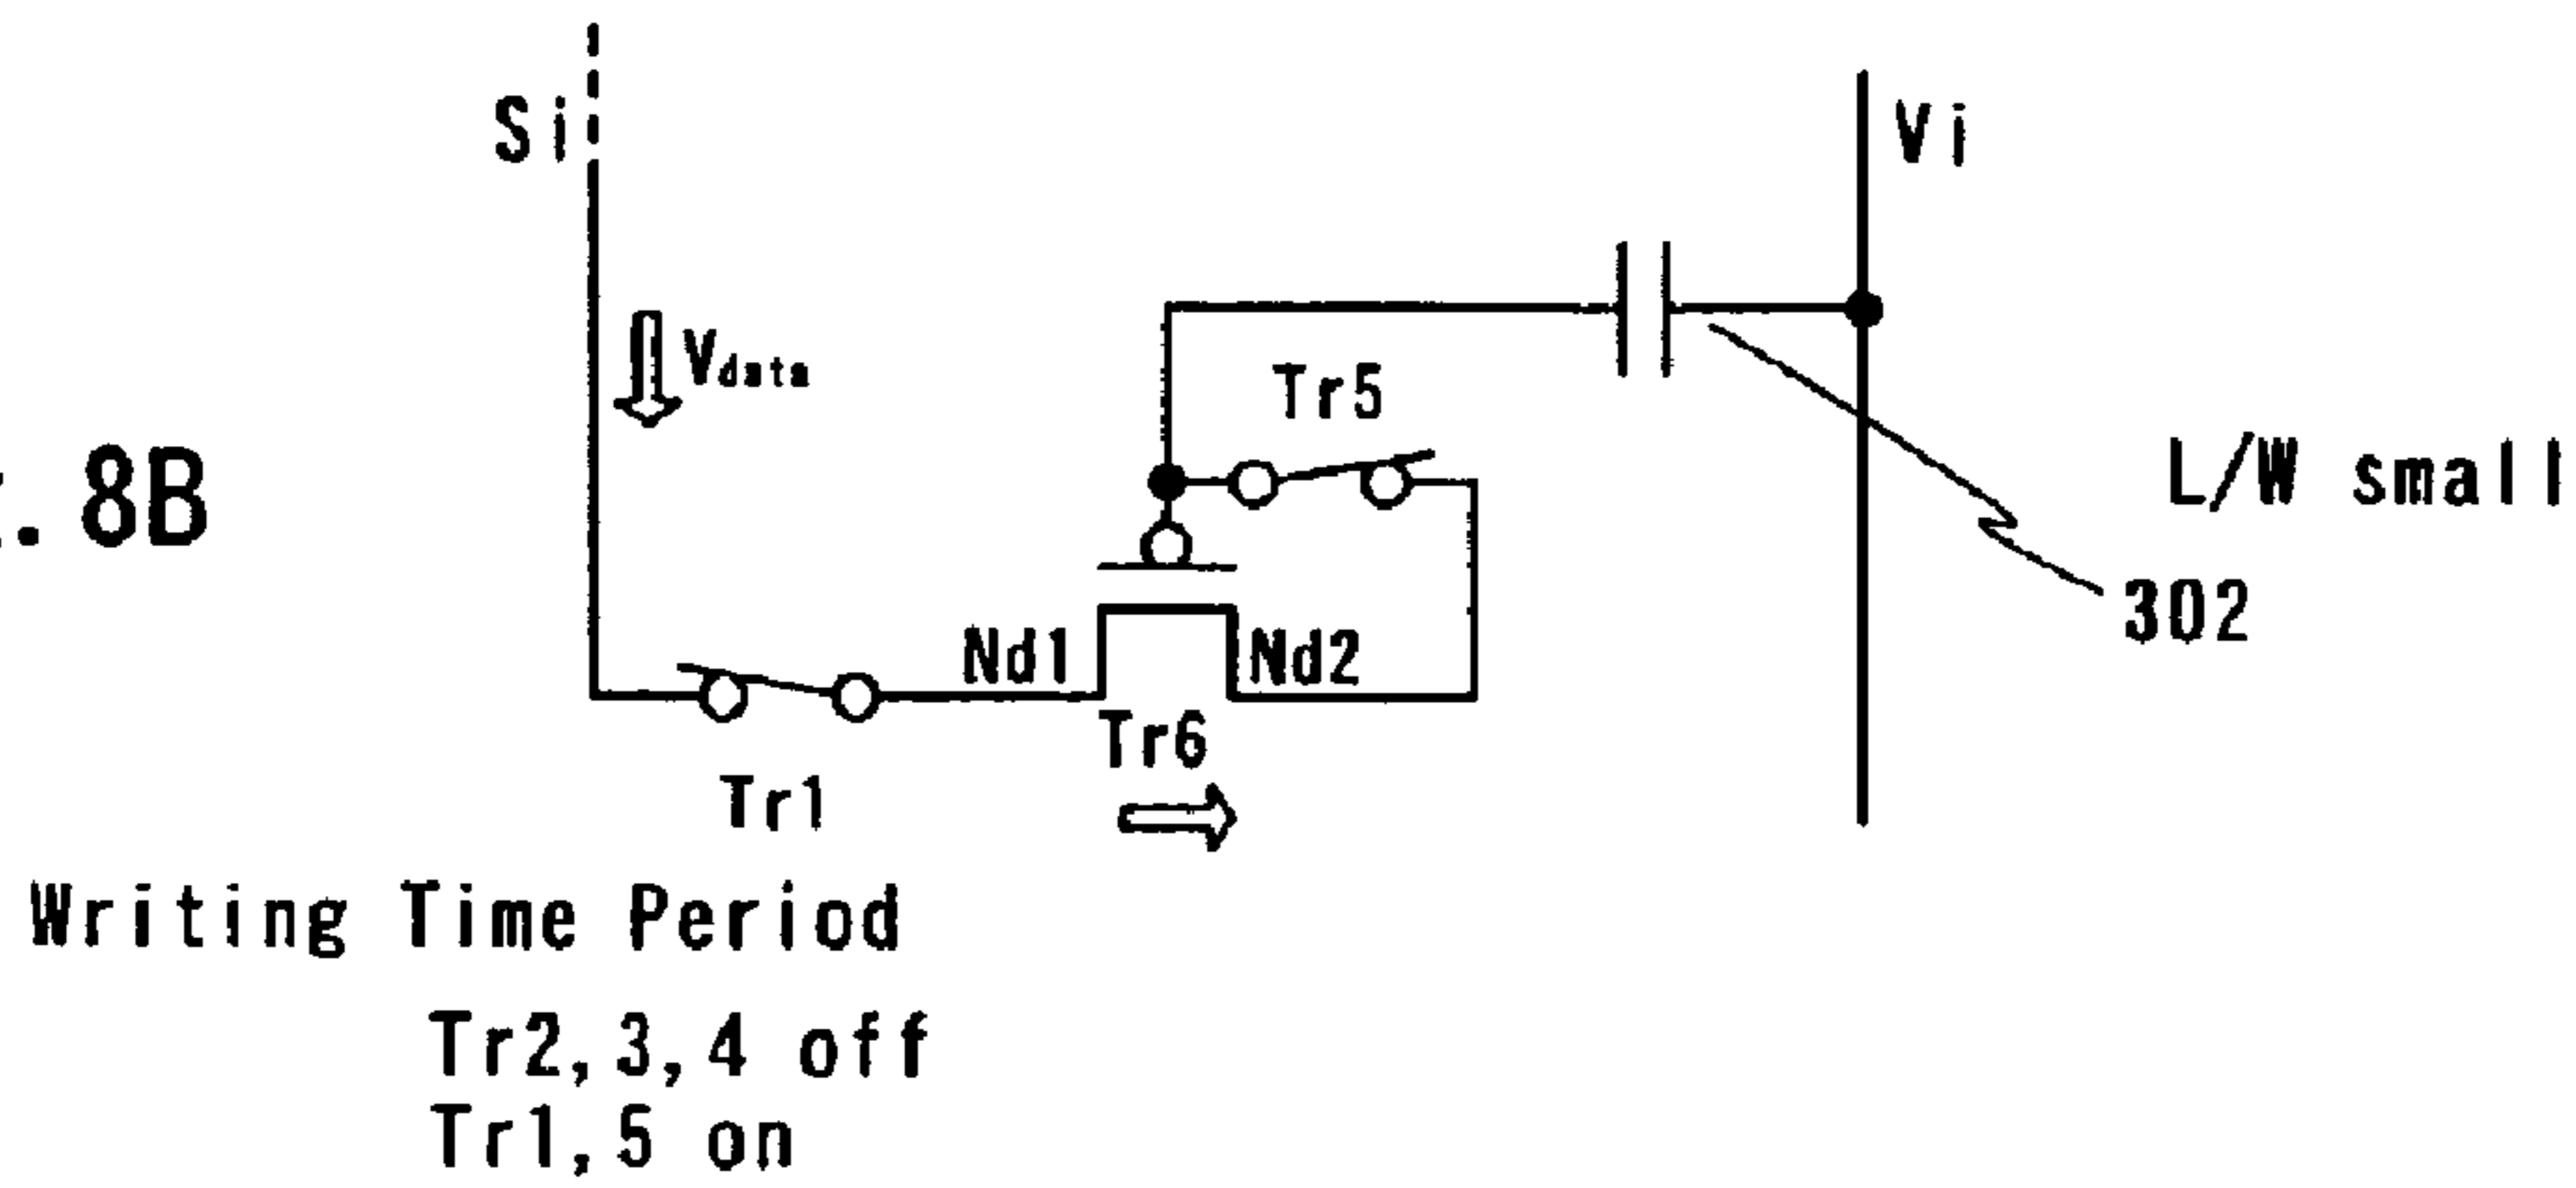 Si
Vi
Vdata
Tr5
. 8B
L/W small
302
Nd1
Nd2
Tr6
Tr1
Writing Time Period
Tr2, 3, 4 off
Tr1, 5 on